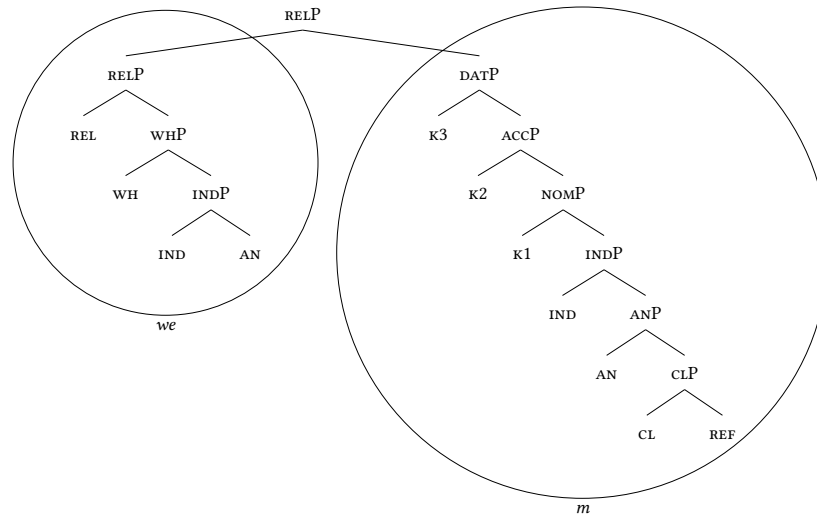 RELP
RELP DATP
REL WHP K3 ACCP
WH INDP K2 NOMP
IND AN K1 INDP
IND ANP
we
AN CLP
CL REF
m